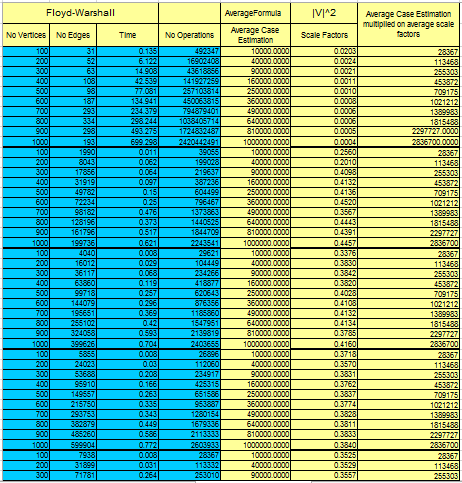 Floyd-Warshall AverageFormula |V|^2 Average Case Estimation multiplied on average scale factors
No Vertices No Edges Time No Operations Average Case Estimation Scale Factors
100 31 0.135 492347 10000.0000 0.0203 28367
200 52 6.122 16902408 40000.0000 0.0024 113468
300 63 14.908 43618856 90000.0000 0.0021 255303
400 108 42.539 141927259 160000.0000 0.0011 453872
500 98 77.081 257103814 250000.0000 0.0010 709175
600 187 134.941 450063815 360000.0000 0.0008 1021212
700 293 234.379 794879401 490000.0000 0.0006 1389983
800 334 298.244 1038405714 640000.0000 0.0006 1815488
900 298 493.275 1724832487 810000.0000 0.0005 2297727.0000
1000 193 699.298 2420442491 1000000.0000 0.0004 2836700.0000
100 1990 0.011 39055 10000.0000 0.2560 28367
200 8043 0.062 199028 40000.0000 0.2010 113468
300 17856 0.064 219637 90000.0000 0.4098 255303
400 31919 0.097 387236 160000.0000 0.4132 453872
500 49782 0.15 604499 250000.0000 0.4136 709175
600 72234 0.25 796467 360000.0000 0.4520 1021212
700 98182 0.476 1373863 490000.0000 0.3567 1389983
800 128196 0.373 1440525 640000.0000 0.4443 1815488
900 161796 0.517 1844709 810000.0000 0.4391 2297727
1000 199736 0.621 2243541 1000000.0000 0.4457 2836700
100 4040 0.008 29621 10000.0000 0.3376 28367
200 16012 0.029 104449 40000.0000 0.3830 113468
300 36117 0.068 234266 90000.0000 0.3842 255303
400 63860 0.119 418877 160000.0000 0.3820 453872
500 99718 0.257 620643 250000.0000 0.4028 709175
600 144079 0.296 876356 360000.0000 0.4108 1021212
700 195651 0.369 1185860 490000.0000 0.4132 1389983
800 255102 0.42 1547951 640000.0000 0.4134 1815488
900 324058 0.593 2139819 810000.0000 0.3785 2297727
1000 399626 0.704 2403655 1000000.0000 0.4160 2836700
100 5855 0.008 26896 10000.0000 0.3718 28367
200 24023 0.03 112060 40000.0000 0.3570 113468
300 53688 0.208 234917 90000.0000 0.3831 255303
400 95910 0.166 425315 160000.0000 0.3762 453872
500 149557 0.263 651586 250000.0000 0.3837 709175
600 215750 0.335 953887 360000.0000 0.3774 1021212
700 293753 0.343 1280154 490000.0000 0.3828 1389983
800 382879 0.449 1679336 640000.0000 0.3811 1815488
900 485260 0.586 2113333 810000.0000 0.3833 2297727
1000 599904 0.772 2603933 1000000.0000 0.3840 2836700
100 7938 0.008 28367 10000.0000 0.3525 28367
200 31899 0.031 113332 40000.0000 0.3529 113468
300 71781 0.264 253010 90000.0000 0.3557 255303